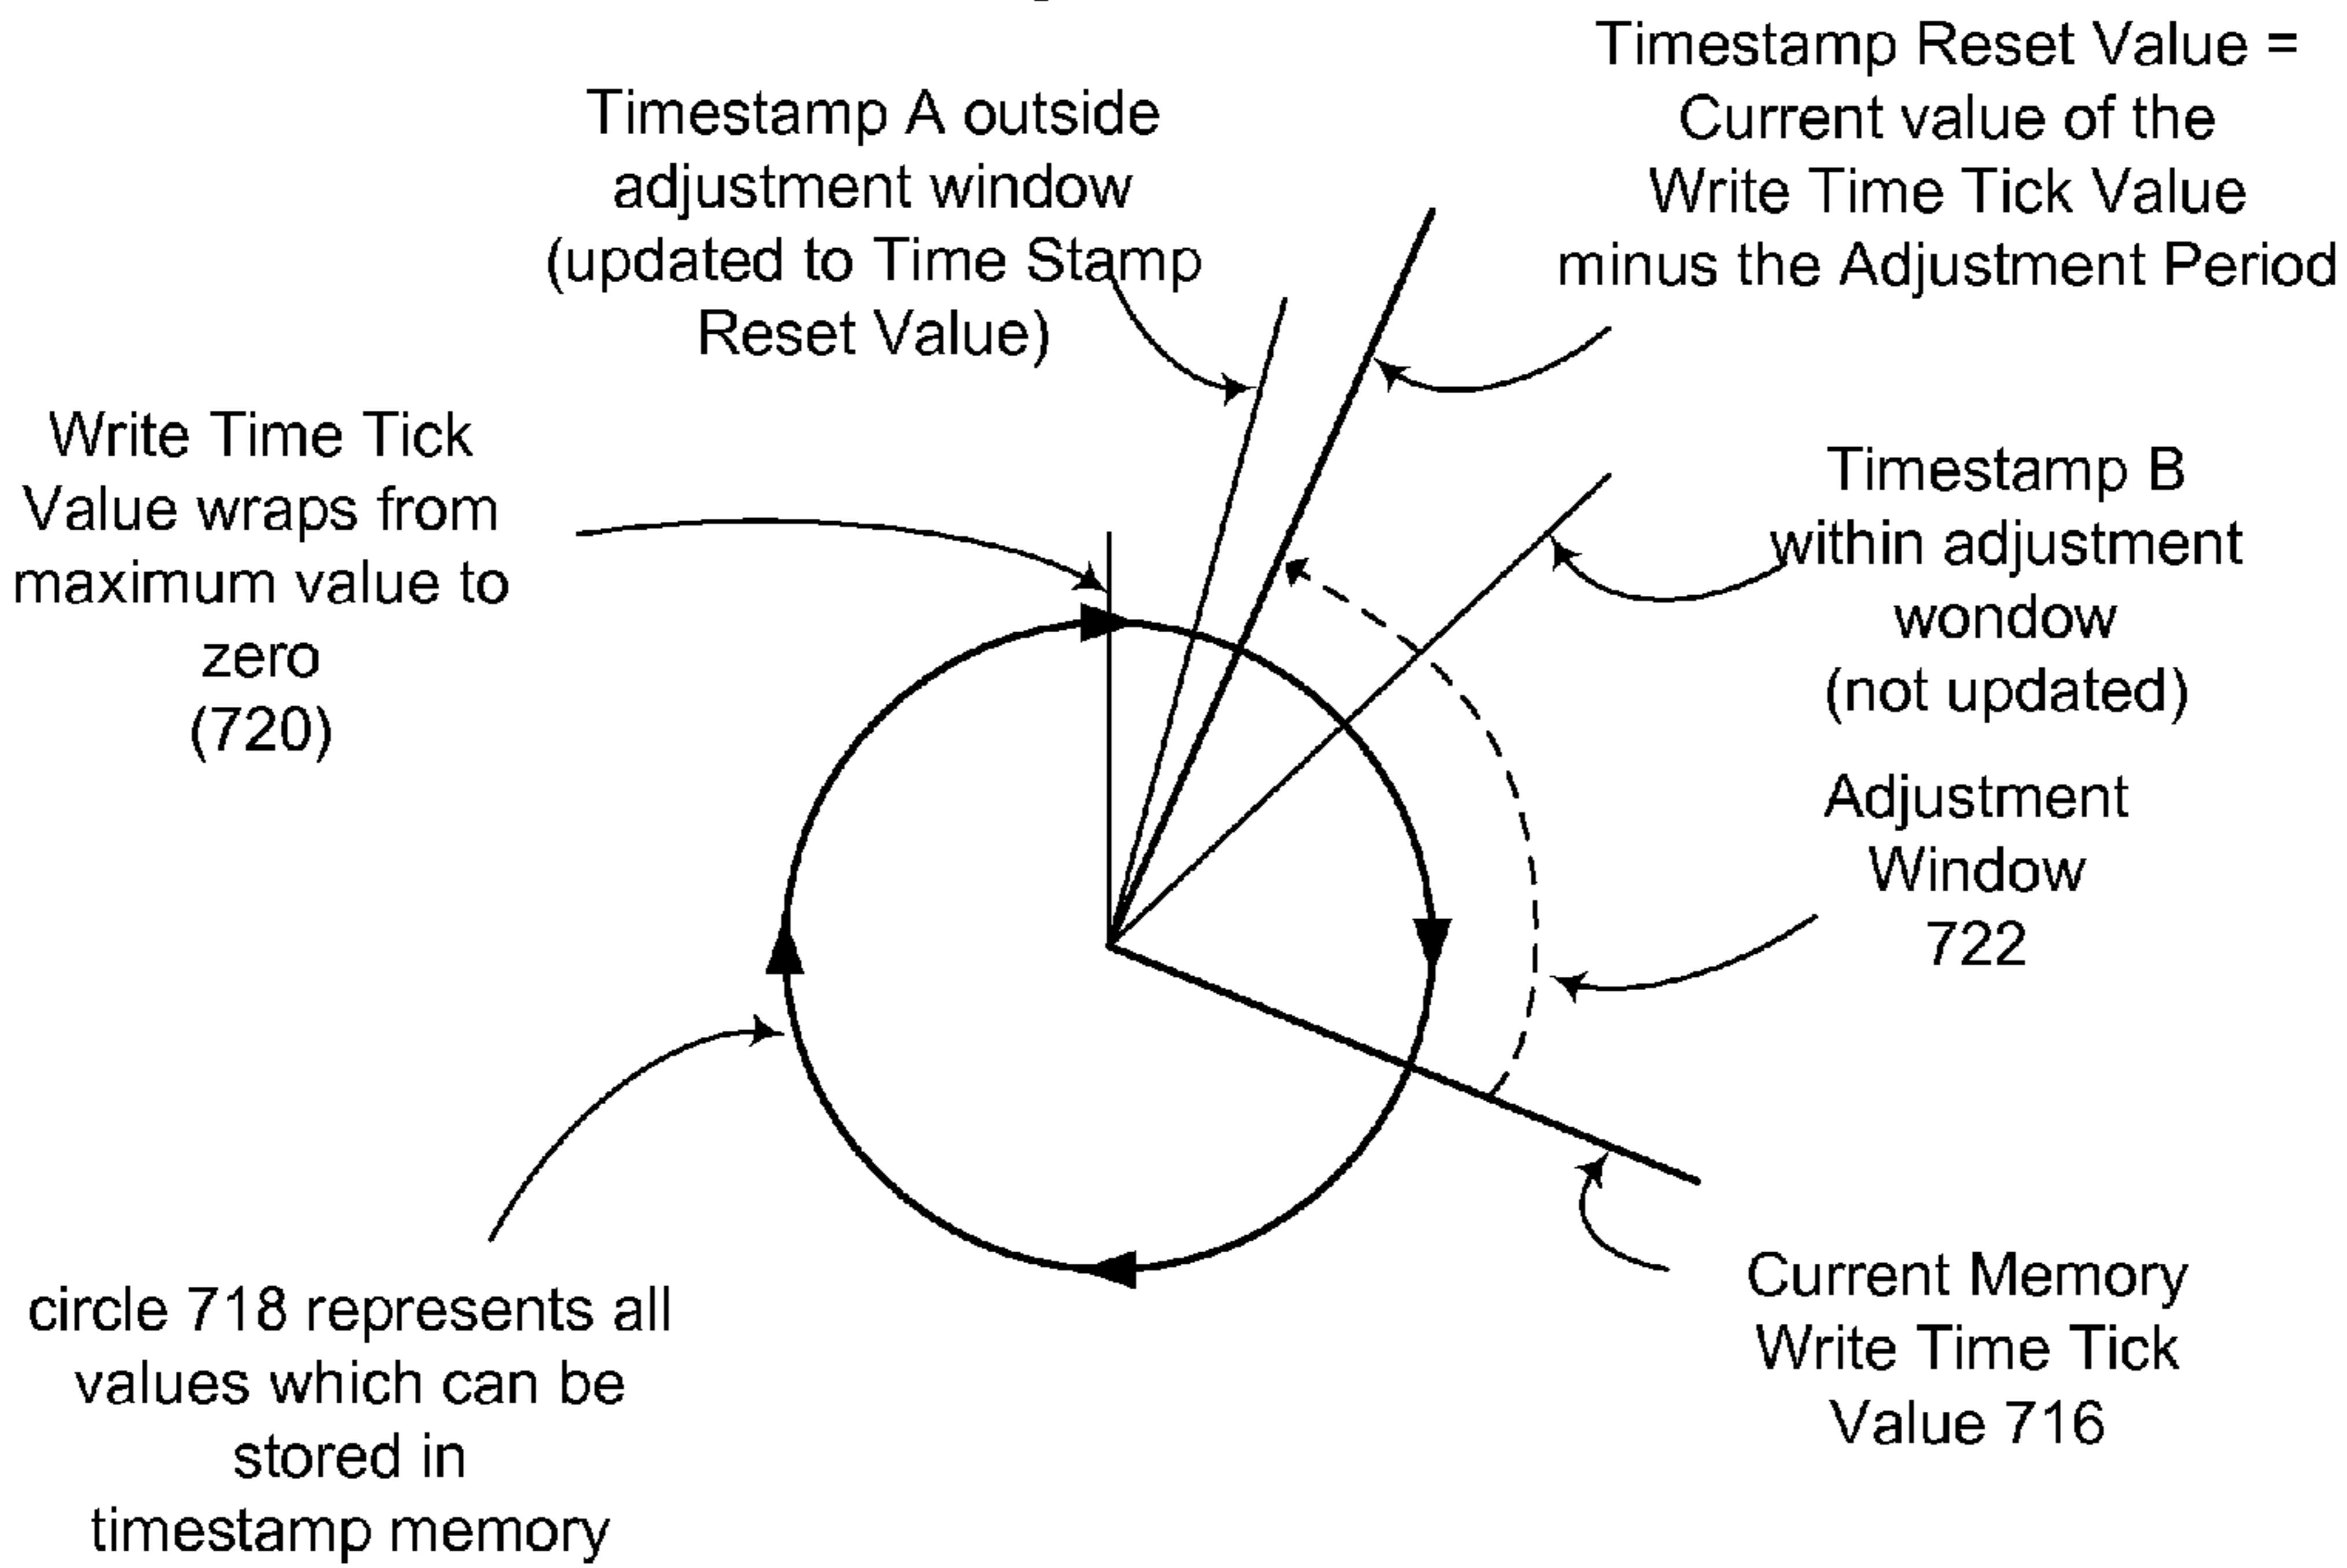 Timestamp Reset Value =
Current value of the
Write Time Tick Value
minus the Adjustment Period
Timestamp A outside
adjustment window
(updated to Time Stamp
Reset Value)
Write Time Tick
Value wraps from
maximum value to
zero
(720)
Timestamp B
within adjustment
wondow
(not updated)
Adjustment
Window
722
circle 718 represents all
values which can be
stored in
timestamp memory
Current Memory
Write Time Tick
Value 716